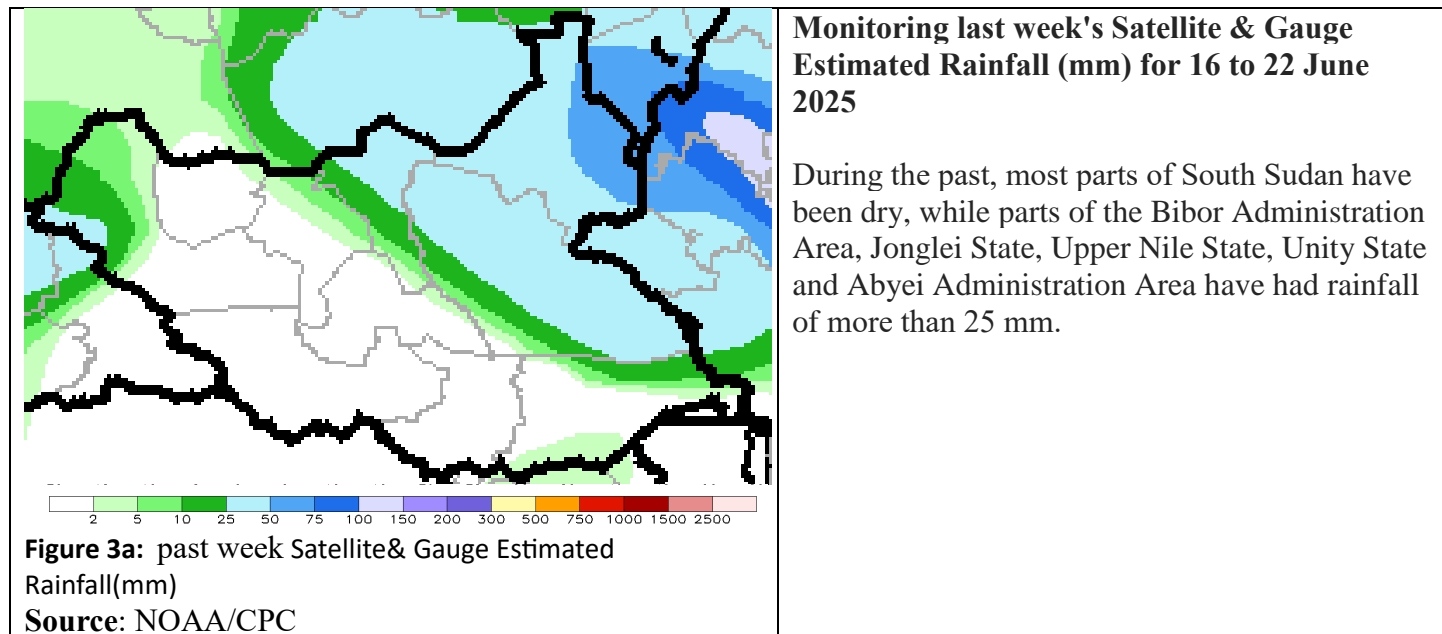 Monitoring last week's Satellite & Gauge
Estimated Rainfall (mm) for 16 to 22 June
2025
During the past, most parts of South Sudan have
been dry, while parts of the Bibor Administration
Area, Jonglei State, Upper Nile State, Unity State
and Abyei Administration Area have had rainfall
of more than 25 mm.
2 5 10 25 50 75 100 150 200 300 500 750 1000 1500 2500
Figure 3a: past week Satellite& Gauge Estimated
Rainfall(mm)
Source: NOAA/CPC